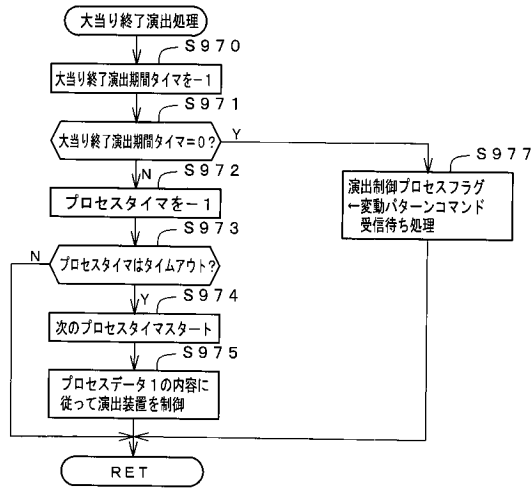 大当り終了演出処理
S970
大当り終了演出期間タイマを−1
S971
大当り終了演出期間タイマ=0?
Y
N
S972
プロセスタイマを−1
S973
プロセスタイマはタイムアウト?
N
Y
S974
次のプロセスタイマスタート
S975
プロセスデータ1の内容に
従って演出装置を制御
S977
演出制御プロセスフラグ
←変動パターンコマンド
受信待ち処理
RET